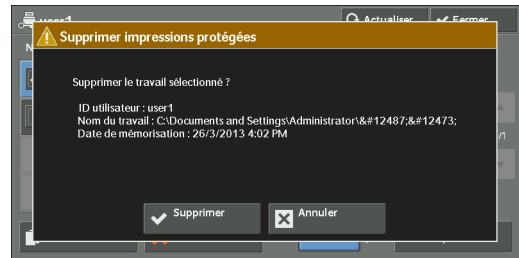 user1
Actualiser
Fermer
Supprimer impressions protégées
Supprimer le travail sélectionné ?
ID utilisateur : user1
Nom du travail : C:\Documents and Settings\Administrator\&#12487;&#12473;
Date de mémorisation : 26/3/2013 4:02 PM
Supprimer
Annuler